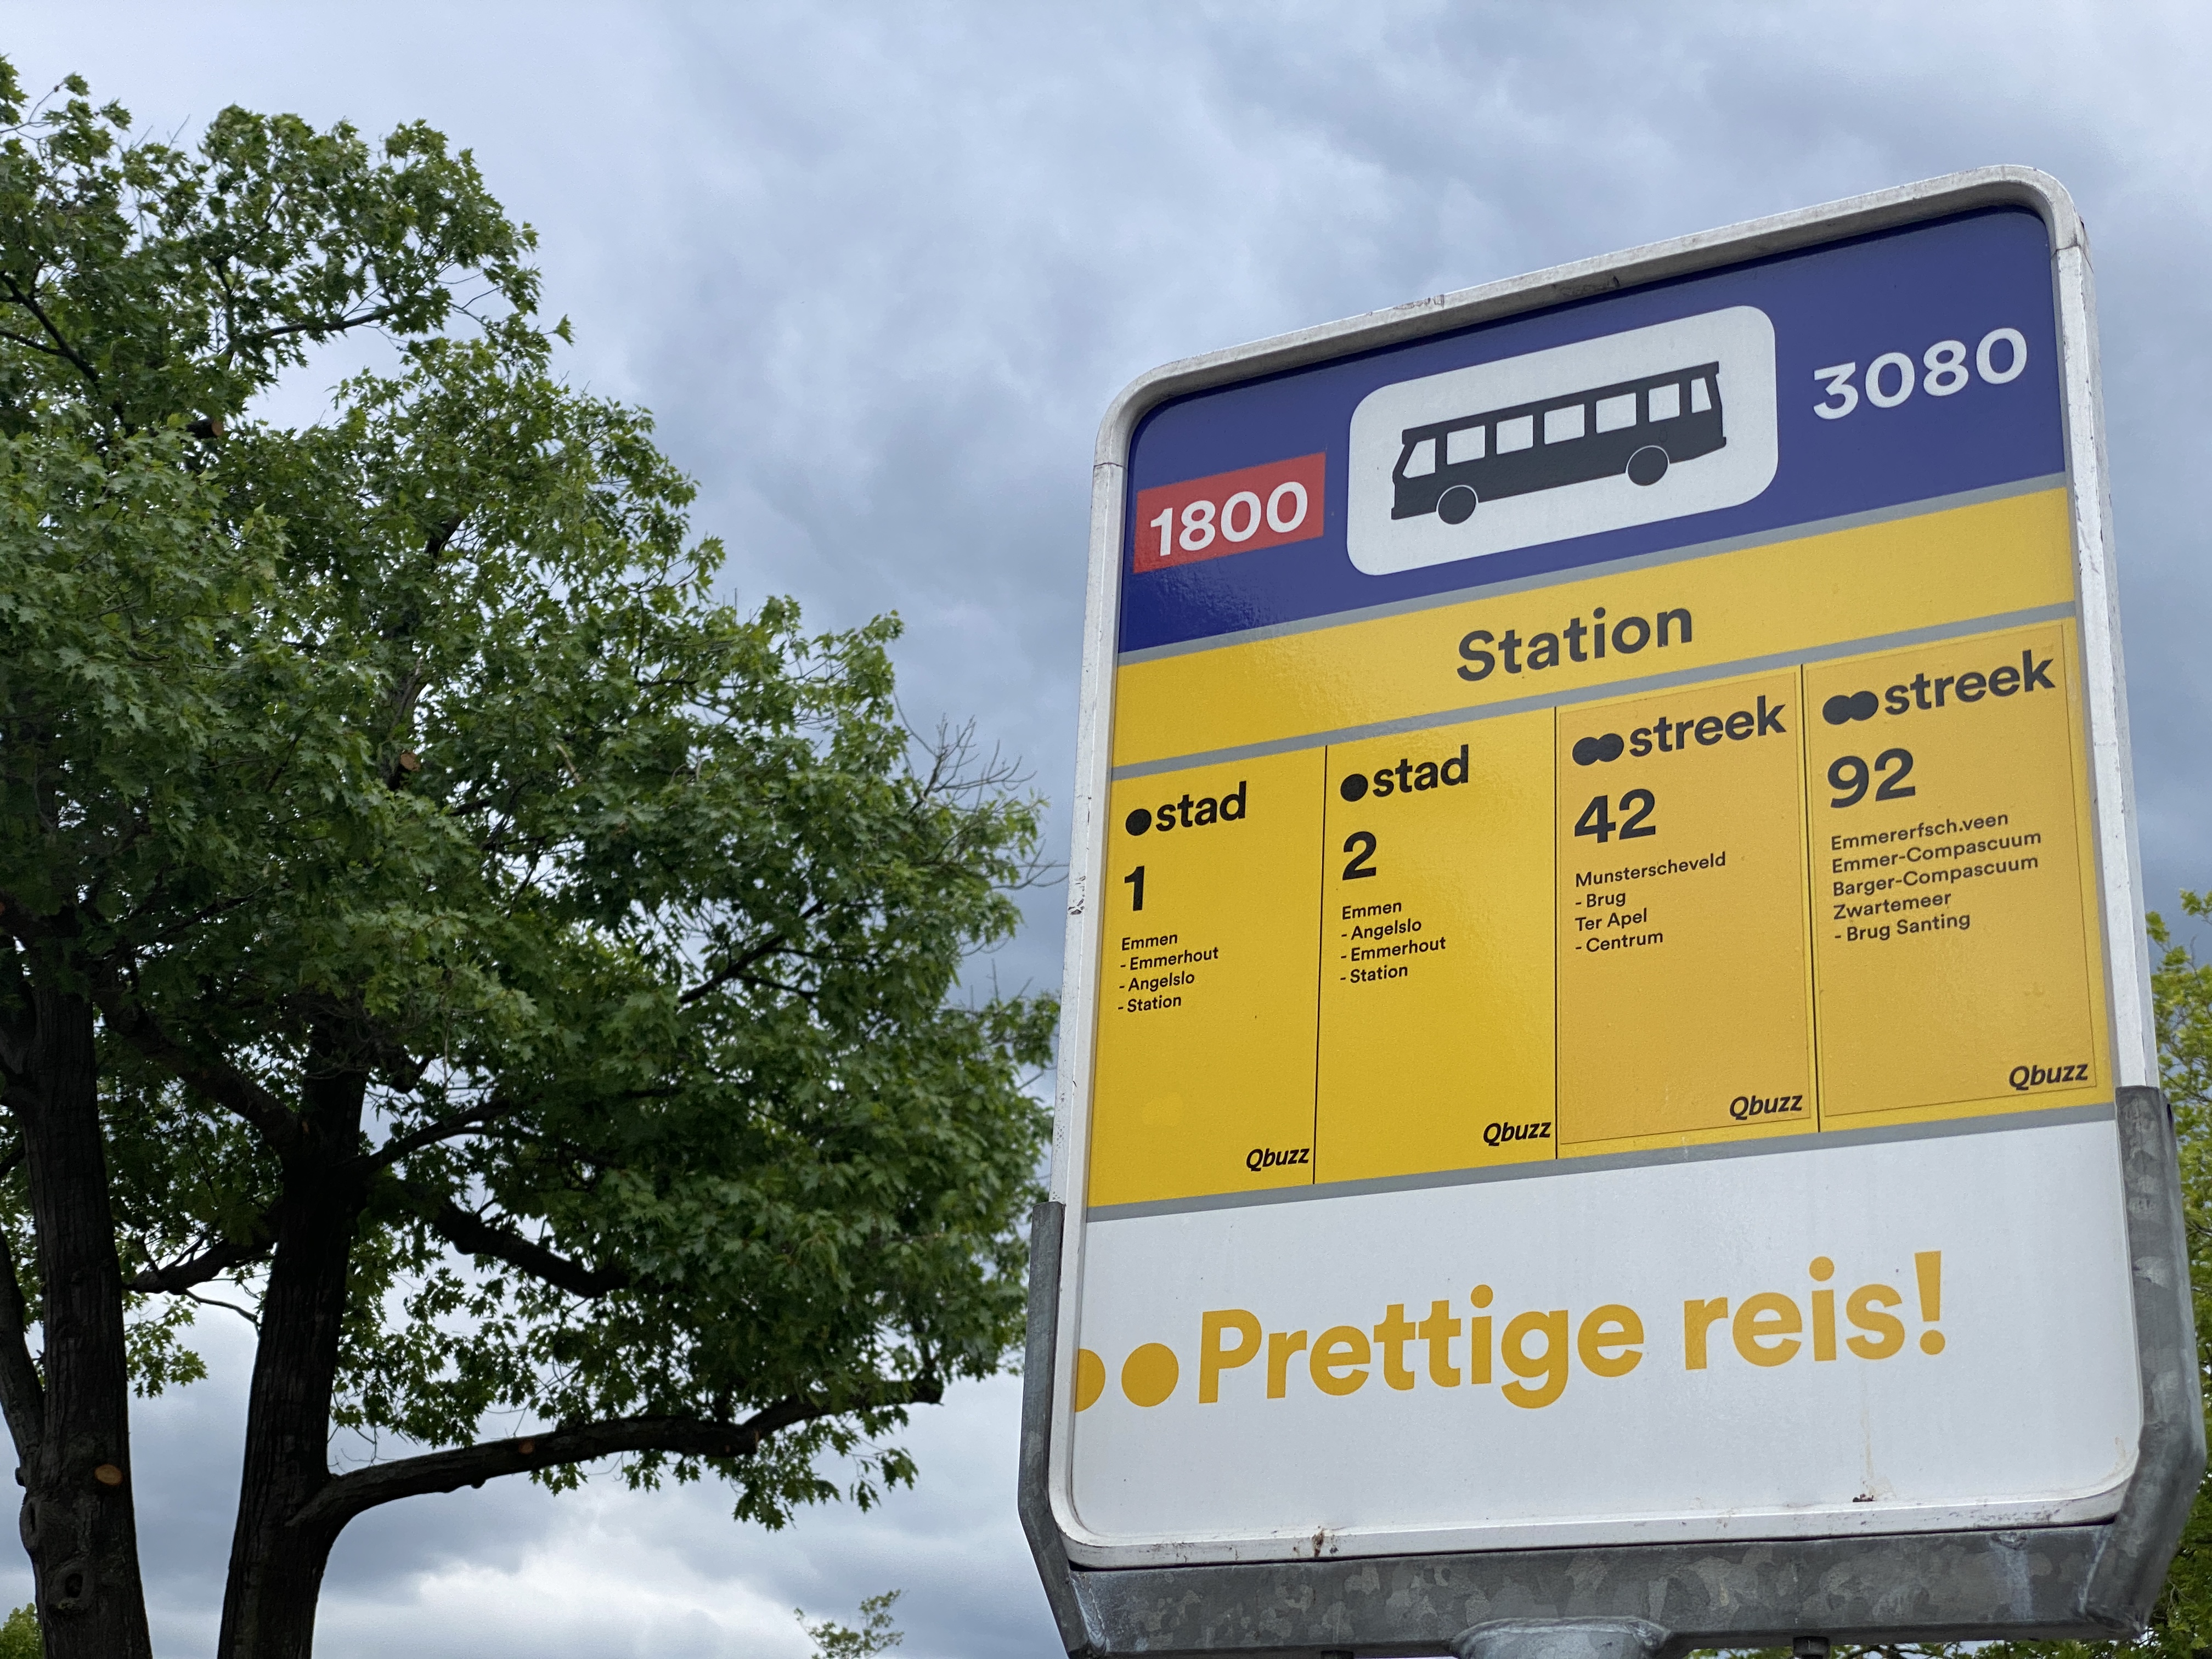 1800
3080
Station
stad
1
Emmen
- Emmerhout
- Angelslo
- Station
Qbuzz
stad
2
Emmen
- Angelslo
- Emmerhout
- Station
Qbuzz
streek
42
Munsterscheveld
- Brug
Ter Apel
- Centrum
Qbuzz
streek
92
Emmererfsch.veen
Emmer-Compascuum
Barger-Compascuum
Zwartemeer
- Brug Santing
Qbuzz
Prettige reis!